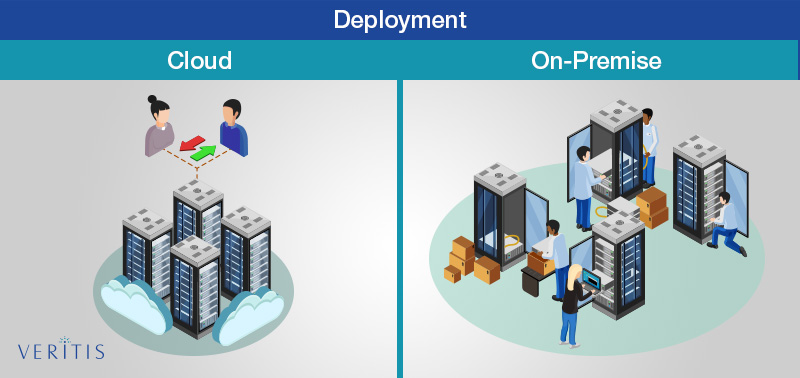 Deployment
Cloud
On-Premise
VERITIS